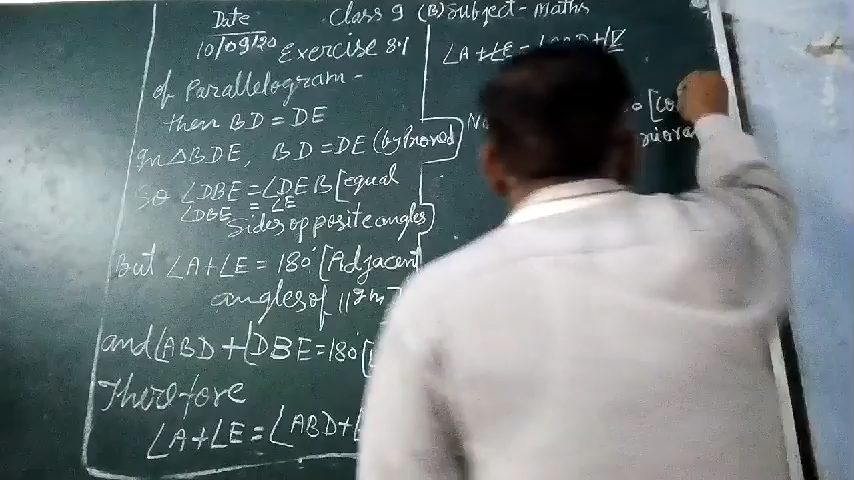 Date Class 9 (B) Subject - Maths
10/09/20 Exercise 8.1
of Parallelogram -
then BD = DE
In △BDE, BD = DE (by Proved)
So ∠DBE = ∠DEB [equal
∠DBE = ∠E
Sides opposite angles]
But ∠A + ∠E = 180° [Adjacent
angles of ||gm]
and ∠ABD + ∠DBE = 180° [
Therefore
∠A + ∠E = ∠ABD + ∠
∠A + ∠E =